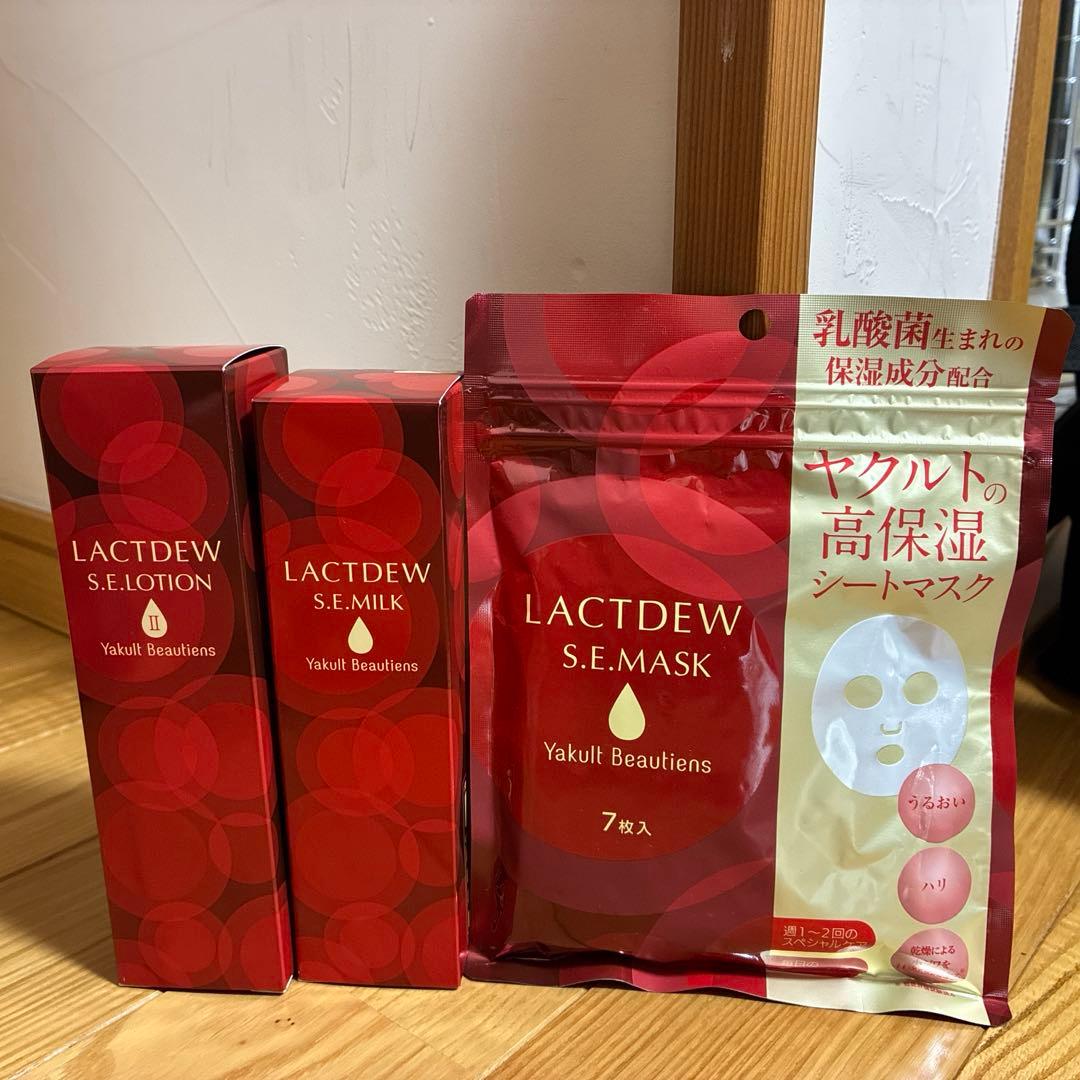 LACTDEW
S.E.LOTION
II
Yakult Beautiens
LACTDEW
S.E.MILK
Yakult Beautiens
LACTDEW
S.E.MASK
Yakult Beautiens
7枚入
乳酸菌生まれの
保湿成分配合
ヤクルトの
高保湿
シートマスク
うるおい
ハリ
乾燥による
週1〜2回の
スペシャルケア